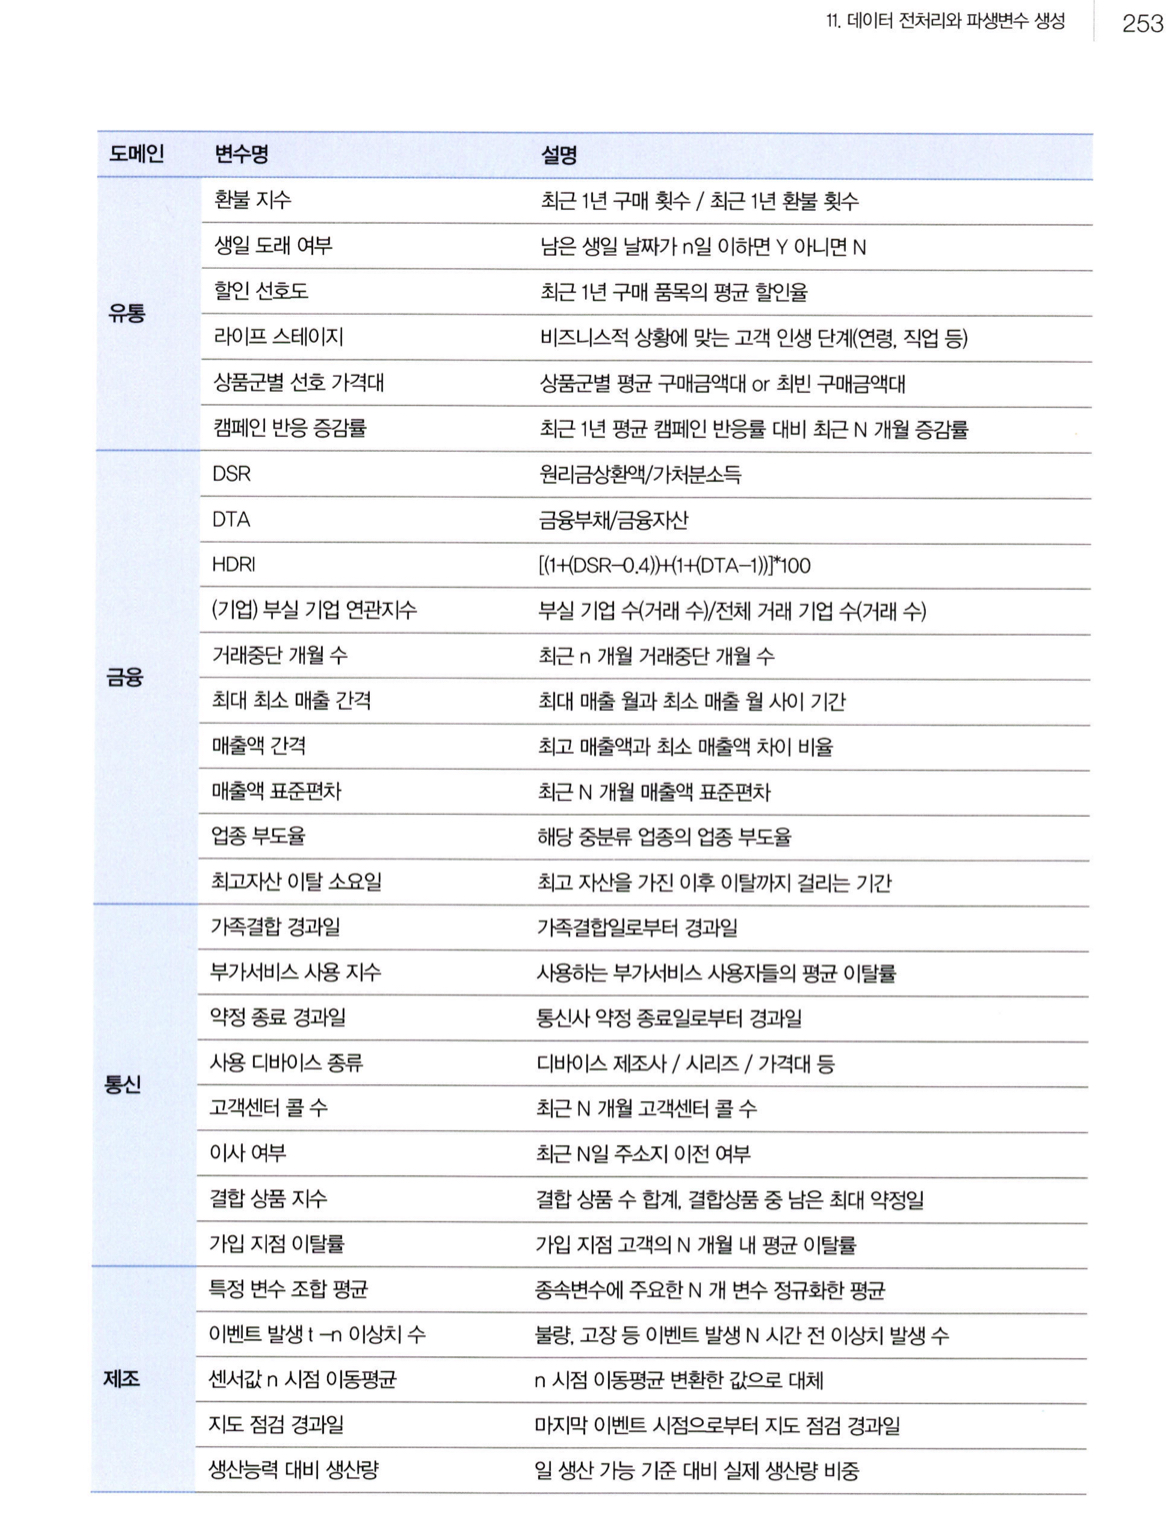 11. 데이터 전처리와 파생변수 생성 253
도메인 변수명 설명
유통
환불 지수 최근 1년 구매 횟수 / 최근 1년 환불 횟수
생일 도래 여부 남은 생일 날짜가 n일 이하면 Y 아니면 N
할인 선호도 최근 1년 구매 품목의 평균 할인율
라이프 스테이지 비즈니스적 상황에 맞는 고객 인생 단계(연령, 직업 등)
상품군별 선호 가격대 상품군별 평균 구매금액대 or 최빈 구매금액대
캠페인 반응 증감률 최근 1년 평균 캠페인 반응률 대비 최근 N 개월 증감률
금융
DSR 원리금상환액/가처분소득
DTA 금융부채/금융자산
HDRI [(1+(DSR-0.4))+(1+(DTA-1))]*100
(기업) 부실 기업 연관지수 부실 기업 수(거래 수)/전체 거래 기업 수(거래 수)
거래중단 개월 수 최근 n 개월 거래중단 개월 수
최대 최소 매출 간격 최대 매출 월과 최소 매출 월 사이 기간
매출액 간격 최고 매출액과 최소 매출액 차이 비율
매출액 표준편차 최근 N 개월 매출액 표준편차
업종 부도율 해당 중분류 업종의 업종 부도율
최고자산 이탈 소요일 최고 자산을 가진 이후 이탈까지 걸리는 기간
통신
가족결합 경과일 가족결합일로부터 경과일
부가서비스 사용 지수 사용하는 부가서비스 사용자들의 평균 이탈률
약정 종료 경과일 통신사 약정 종료일로부터 경과일
사용 디바이스 종류 디바이스 제조사 / 시리즈 / 가격대 등
고객센터 콜 수 최근 N 개월 고객센터 콜 수
이사 여부 최근 N일 주소지 이전 여부
결합 상품 지수 결합 상품 수 합계, 결합상품 중 남은 최대 약정일
가입 지점 이탈률 가입 지점 고객의 N 개월 내 평균 이탈률
제조
특정 변수 조합 평균 종속변수에 주요한 N 개 변수 정규화한 평균
이벤트 발생 t -n 이상치 수 불량, 고장 등 이벤트 발생 N 시간 전 이상치 발생 수
센서값 n 시점 이동평균 n 시점 이동평균 변환한 값으로 대체
지도 점검 경과일 마지막 이벤트 시점으로부터 지도 점검 경과일
생산능력 대비 생산량 일 생산 가능 기준 대비 실제 생산량 비중